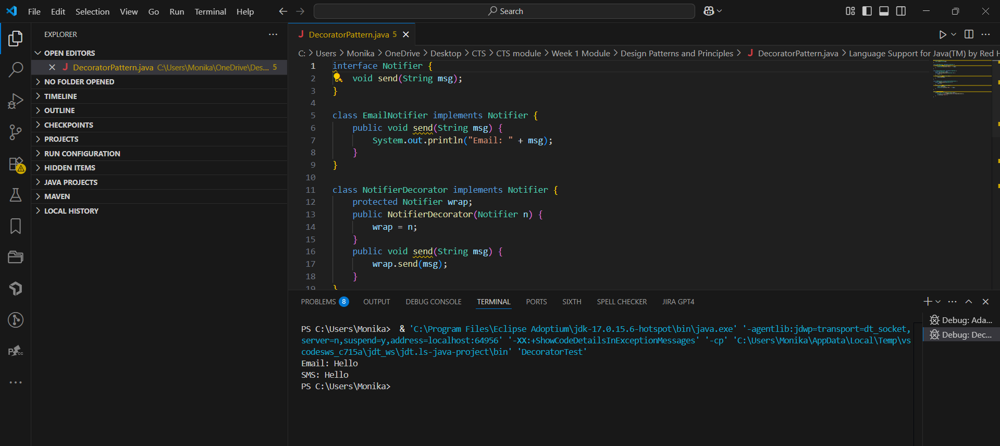 File Edit Selection View Go Run Terminal Help
Search
EXPLORER
OPEN EDITORS
DecoratorPattern.java C:\Users\Monika\OneDrive\Des... 5
NO FOLDER OPENED
TIMELINE
OUTLINE
CHECKPOINTS
PROJECTS
RUN CONFIGURATION
HIDDEN ITEMS
JAVA PROJECTS
MAVEN
LOCAL HISTORY
DecoratorPattern.java 5
C: > Users > Monika > OneDrive > Desktop > CTS > CTS module > Week 1 Module > Design Patterns and Principles > DecoratorPattern.java > Language Support for Java(TM) by Red H
1 interface Notifier {
2     void send(String msg);
3 }
4
5 class EmailNotifier implements Notifier {
6     public void send(String msg) {
7         System.out.println("Email: " + msg);
8     }
9 }
10
11 class NotifierDecorator implements Notifier {
12     protected Notifier wrap;
13     public NotifierDecorator(Notifier n) {
14         wrap = n;
15     }
16     public void send(String msg) {
17         wrap.send(msg);
18     }
19 }
PROBLEMS 8 OUTPUT DEBUG CONSOLE TERMINAL PORTS SIXTH SPELL CHECKER JIRA GPT4
PS C:\Users\Monika>  & 'C:\Program Files\Eclipse Adoptium\jdk-17.0.15.6-hotspot\bin\java.exe' '-agentlib:jdwp=transport=dt_socket,
server=n,suspend=y,address=localhost:64956' '-XX:+ShowCodeDetailsInExceptionMessages' '-cp' 'C:\Users\Monika\AppData\Local\Temp\vs
codesws_c715a\jdt_ws\jdt.ls-java-project\bin' 'DecoratorTest'
Email: Hello
SMS: Hello
PS C:\Users\Monika>
Debug: Ada...
Debug: Dec...